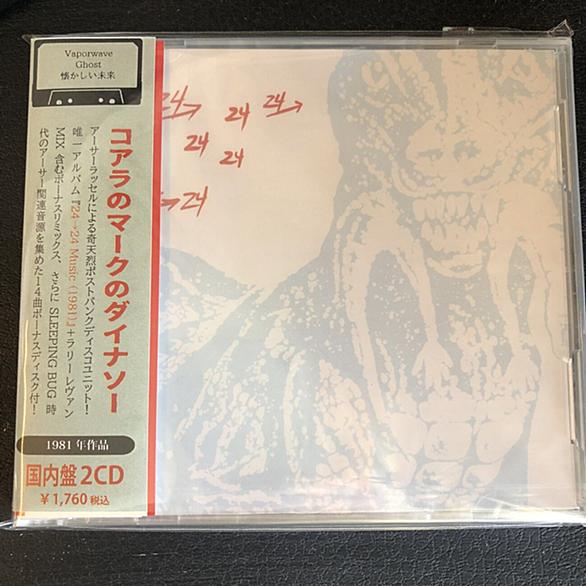 Vaporwave
Ghost
懐かしい未来
コアラのマークのダイナソー
アーサーラッセルによる奇天烈ポストパンクディスコユニット!
唯一アルバム『24→24 Music (1981)』+ラリーレヴァン
MIX 含むボーナスリミックス、さらに SLEEPING BUG 時
代のアーサー関連音源を集めた14曲ボーナスディスク付!
1981 年作品
国内盤 2CD
¥1,760 税込
24→
24
24→
24
24
→24